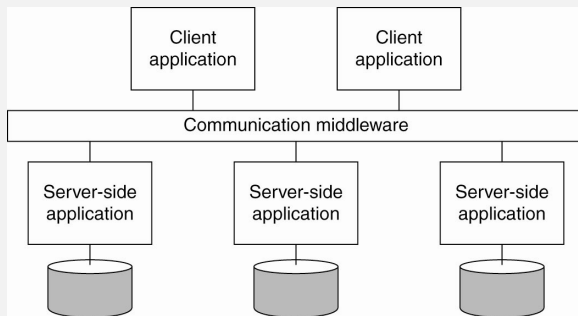 Client
application
Client
application
Communication middleware
Server-side
application
Server-side
application
Server-side
application